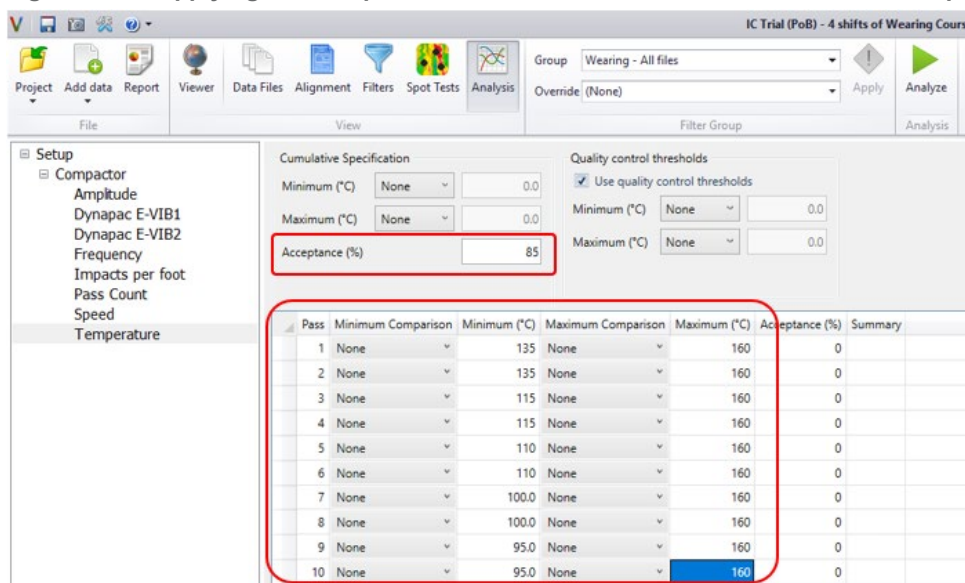 IC Trial (PoB) - 4 shifts of Wearing Cours
Project Add data Report Viewer Data Files Alignment Filters Spot Tests Analysis
Group Wearing - All files
Override (None)
Apply Analyze
File View Filter Group Analysis
Setup
Compactor
Amplitude
Dynapac E-VIB1
Dynapac E-VIB2
Frequency
Impacts per foot
Pass Count
Speed
Temperature
Cumulative Specification
Minimum (°C) None 0.0
Maximum (°C) None 0.0
Acceptance (%) 85
Quality control thresholds
Use quality control thresholds
Minimum (°C) None 0.0
Maximum (°C) None 0.0
Pass Minimum Comparison Minimum (°C) Maximum Comparison Maximum (°C) Acceptance (%) Summary
1 None 135 None 160 0
2 None 135 None 160 0
3 None 115 None 160 0
4 None 115 None 160 0
5 None 110 None 160 0
6 None 110 None 160 0
7 None 100.0 None 160 0
8 None 100.0 None 160 0
9 None 95.0 None 160 0
10 None 95.0 None 160 0